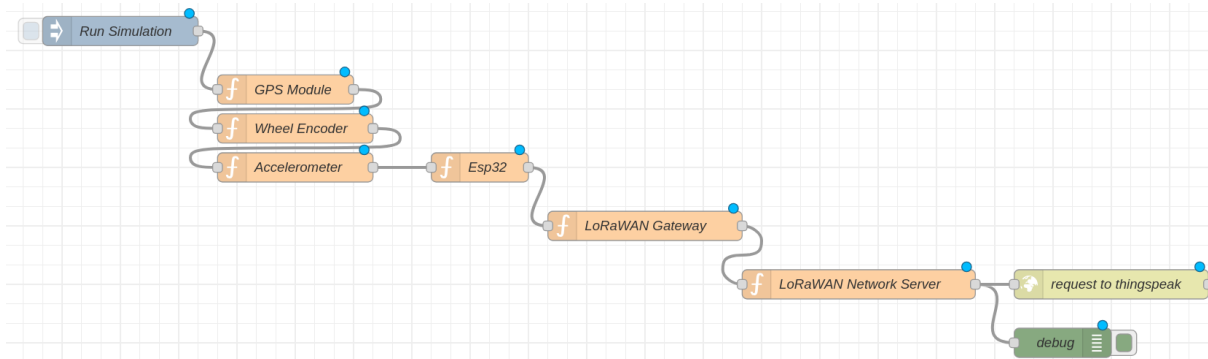 Run Simulation
GPS Module
Wheel Encoder
Accelerometer
Esp32
LoRaWAN Gateway
LoRaWAN Network Server
request to thingspeak
debug